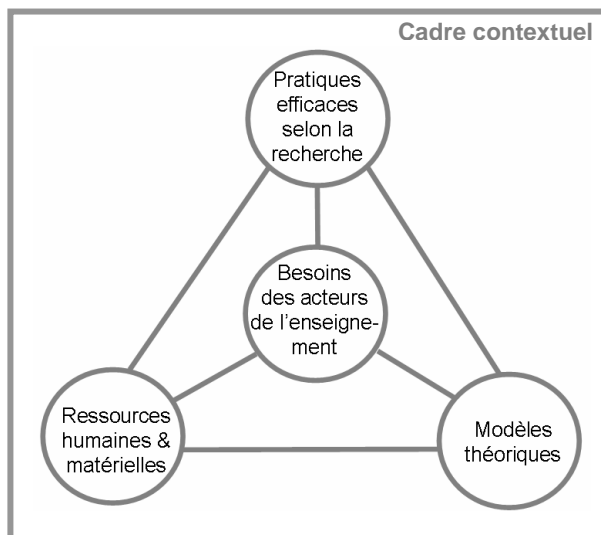 Cadre contextuel
Pratiques
efficaces
selon la
recherche
Besoins
des acteurs
de l'enseigne-
ment
Ressources
humaines &
matérielles
Modèles
théoriques